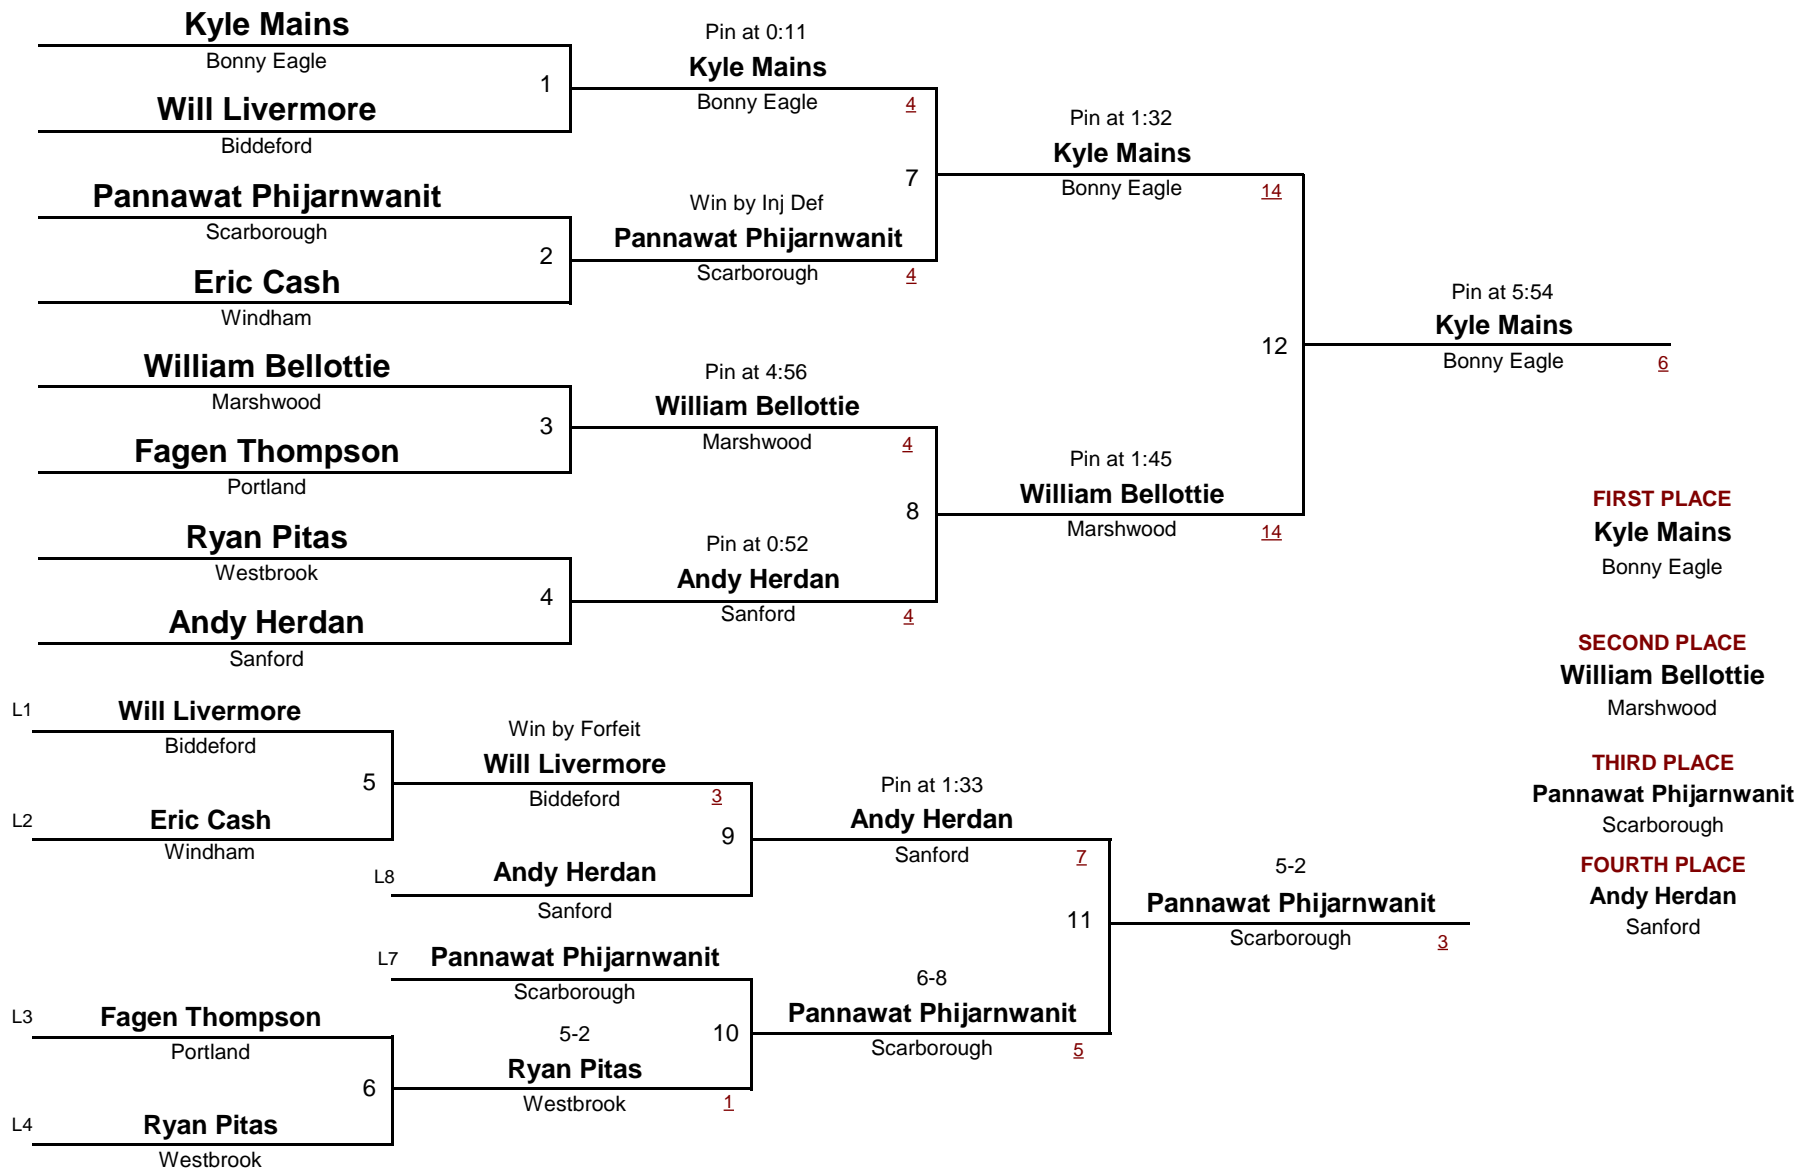 Kyle Mains
Bonny Eagle
1
Will Livermore
Biddeford
Pannawat Phijarnwanit
Scarborough
2
Eric Cash
Windham
William Bellottie
Marshwood
3
Fagen Thompson
Portland
Ryan Pitas
Westbrook
4
Andy Herdan
Sanford
Pin at 0:11
Kyle Mains
Bonny Eagle 4
7
Win by Inj Def
Pannawat Phijarnwanit
Scarborough 4
Pin at 4:56
William Bellottie
Marshwood 4
8
Pin at 0:52
Andy Herdan
Sanford 4
Pin at 1:32
Kyle Mains
Bonny Eagle 14
12
Pin at 1:45
William Bellottie
Marshwood 14
Pin at 5:54
Kyle Mains
Bonny Eagle 6
FIRST PLACE
Kyle Mains
Bonny Eagle
SECOND PLACE
William Bellottie
Marshwood
THIRD PLACE
Pannawat Phijarnwanit
Scarborough
FOURTH PLACE
Andy Herdan
Sanford
L1 Will Livermore
Biddeford
5
L2 Eric Cash
Windham
L3 Fagen Thompson
Portland
6
L4 Ryan Pitas
Westbrook
Win by Forfeit
Will Livermore
Biddeford 3
9
L8 Andy Herdan
Sanford
L7 Pannawat Phijarnwanit
Scarborough
10
5-2
Ryan Pitas
Westbrook 1
Pin at 1:33
Andy Herdan
Sanford 7
11
6-8
Pannawat Phijarnwanit
Scarborough 5
5-2
Pannawat Phijarnwanit
Scarborough 3